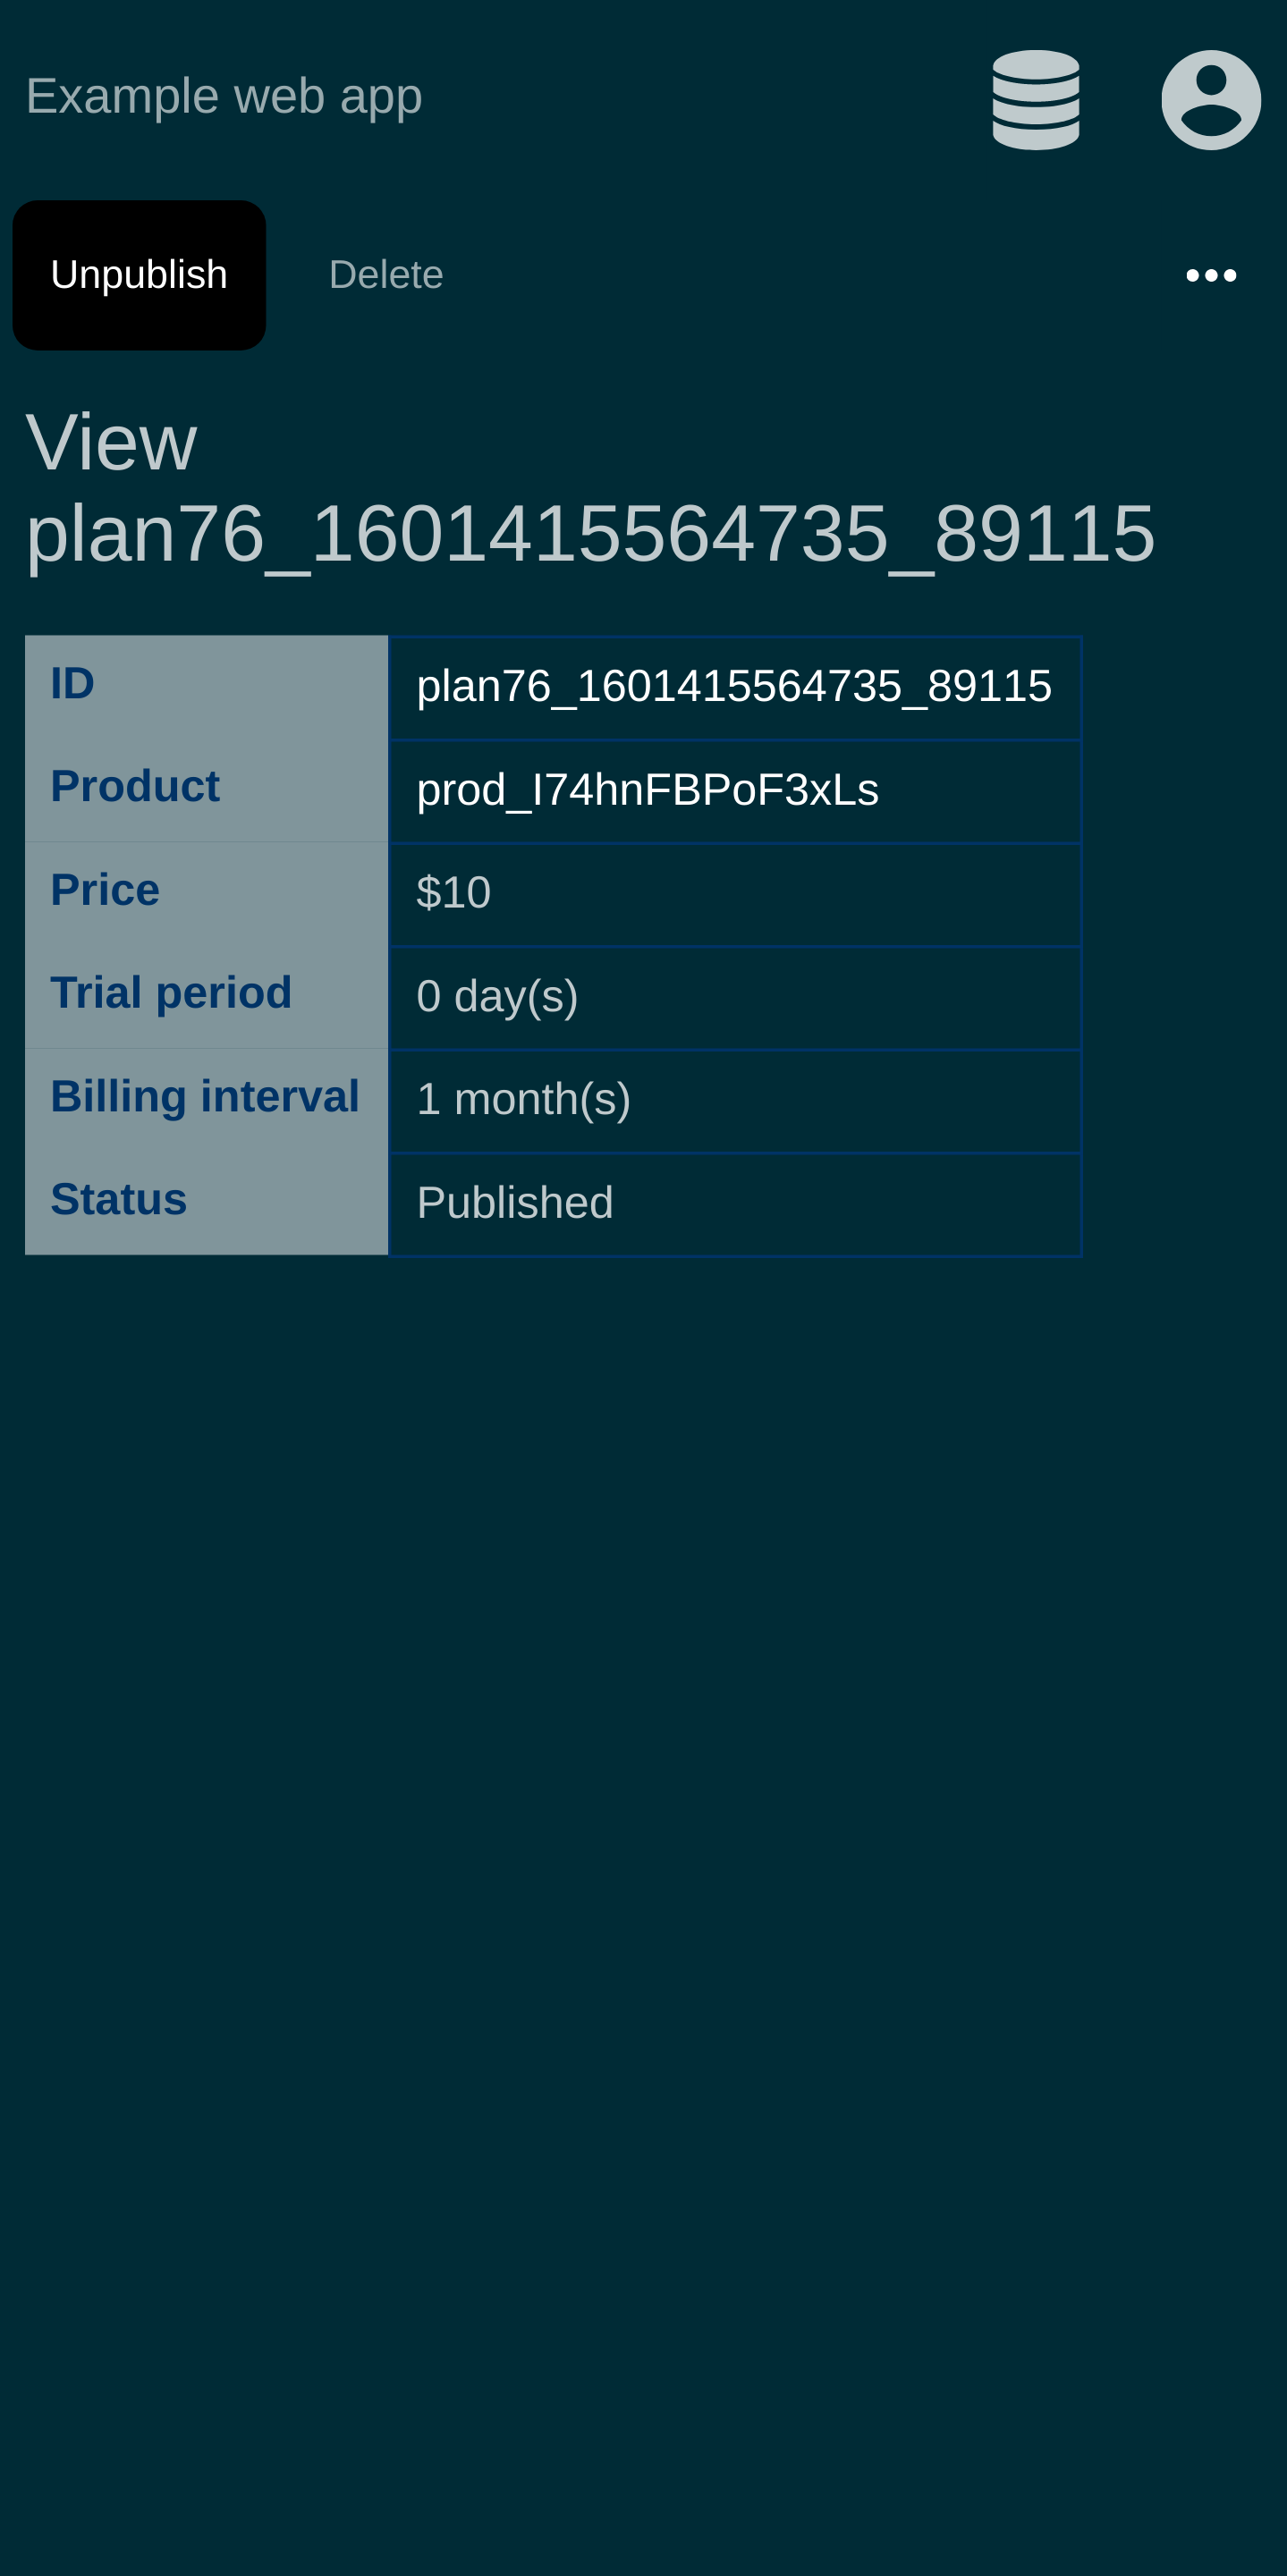 Example web app
Unpublish Delete
View
plan76_1601415564735_89115
ID plan76_1601415564735_89115
Product prod_I74hnFBPoF3xLs
Price $10
Trial period 0 day(s)
Billing interval 1 month(s)
Status Published